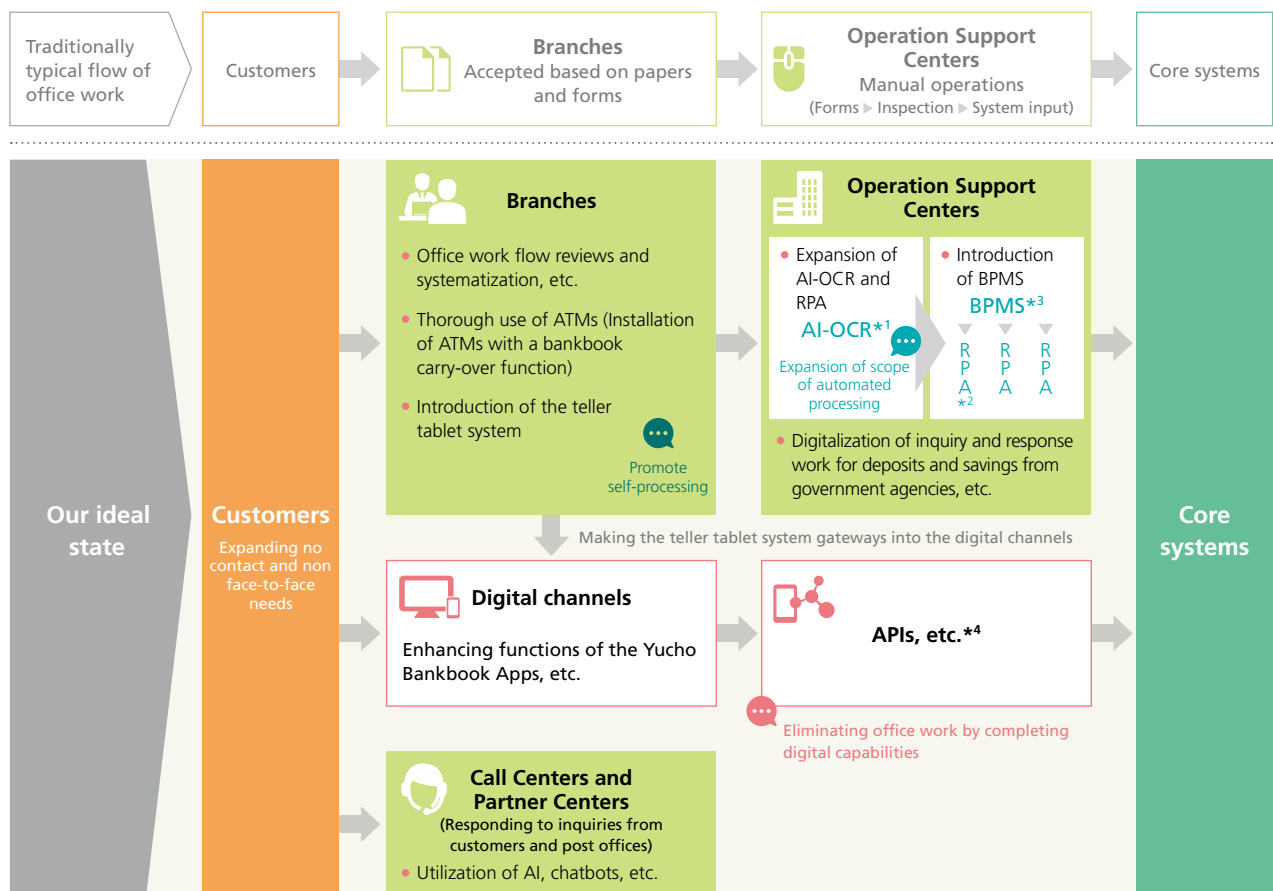 Traditionally
typical flow of
office work
Customers
Branches
Accepted based on papers
and forms
Operation Support
Centers
Manual operations
(Forms ▶ Inspection ▶ System input)
Core systems
Our ideal
state
Customers
Expanding no
contact and non
face-to-face
needs
Branches
• Office work flow reviews and
systematization, etc.
• Thorough use of ATMs (Installation
of ATMs with a bankbook
carry-over function)
• Introduction of the teller
tablet system
Promote
self-processing
Operation Support
Centers
• Expansion of
AI-OCR and
RPA
AI-OCR*1
Expansion of scope
of automated
processing
• Introduction
of BPMS
BPMS*3
RPA*2
RPA
RPA
• Digitalization of inquiry and response
work for deposits and savings from
government agencies, etc.
Making the teller tablet system gateways into the digital channels
Digital channels
Enhancing functions of the Yucho
Bankbook Apps, etc.
APIs, etc.*4
Eliminating office work by completing
digital capabilities
Call Centers and
Partner Centers
(Responding to inquiries from
customers and post offices)
• Utilization of AI, chatbots, etc.
Core
systems